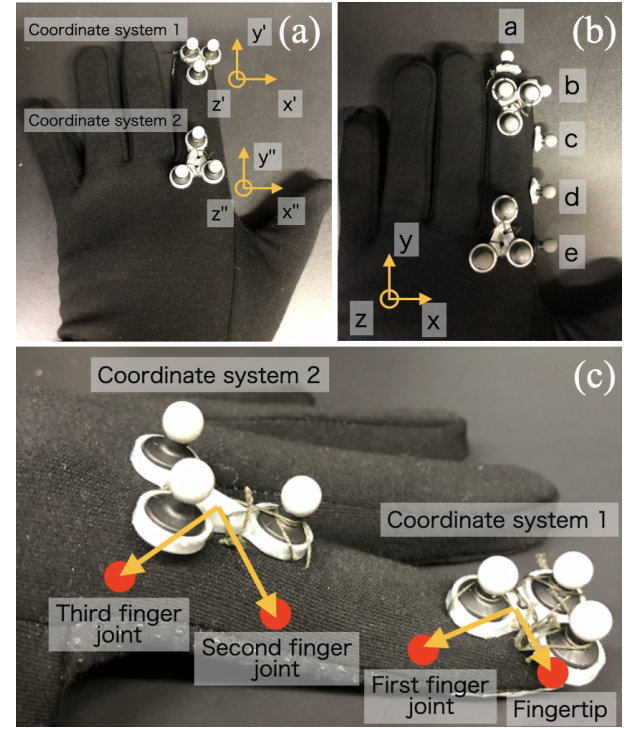 Coordinate system 1
(a)
y'
z'
x'
Coordinate system 2
y"
z"
x"
(b)
a
b
c
d
e
y
z
x
(c)
Coordinate system 2
Coordinate system 1
Third finger
joint
Second finger
joint
First finger
joint
Fingertip